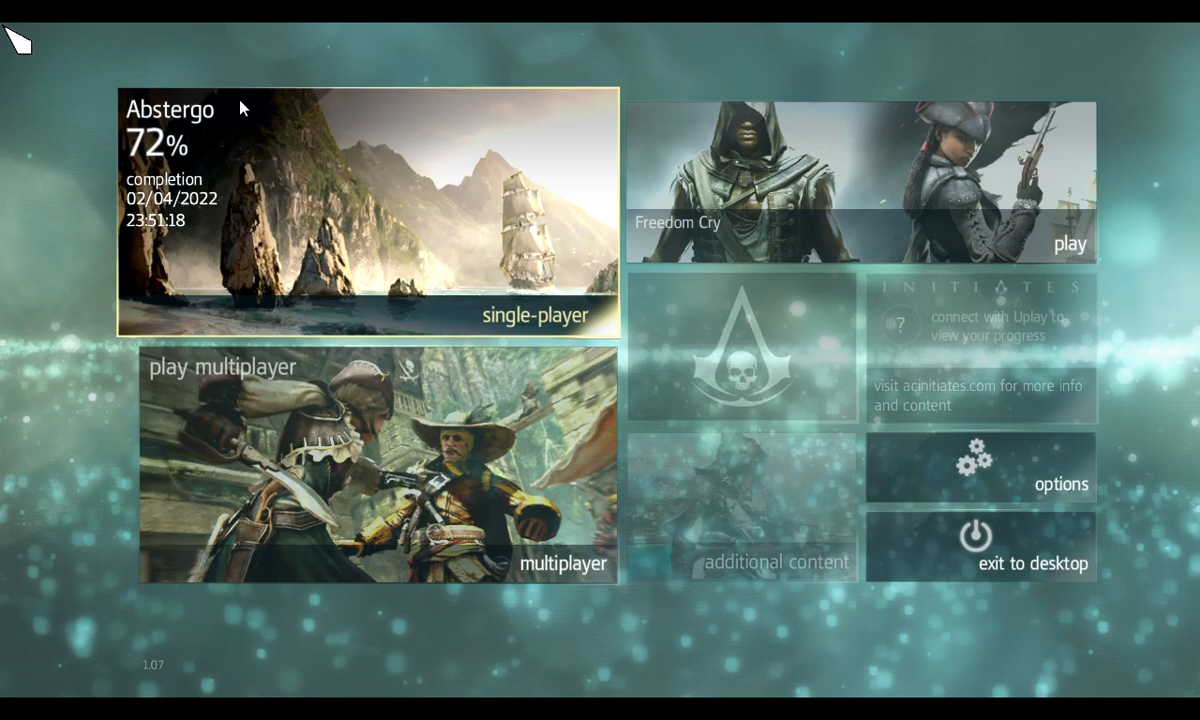 Abstergo
72%
completion
02/04/2022
23:51:18
single-player
Freedom Cry
play
play multiplayer
multiplayer
INITIATES
?
connect with Uplay to
view your progress
visit acinitiates.com for more info
and content
additional content
options
exit to desktop
1.07